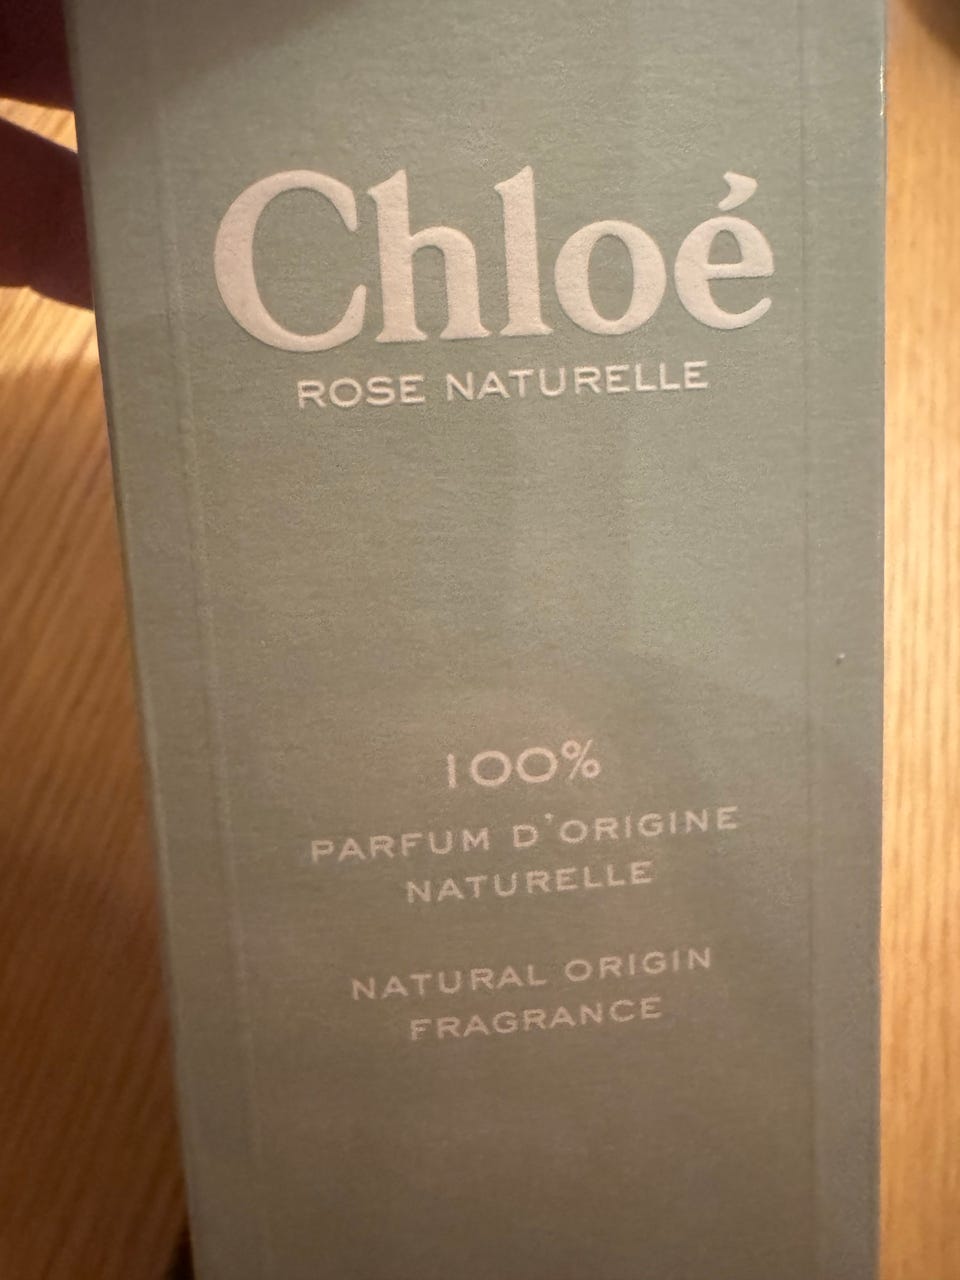 Chloé
ROSE NATURELLE
100%
PARFUM D'ORIGINE
NATURELLE
NATURAL ORIGIN
FRAGRANCE